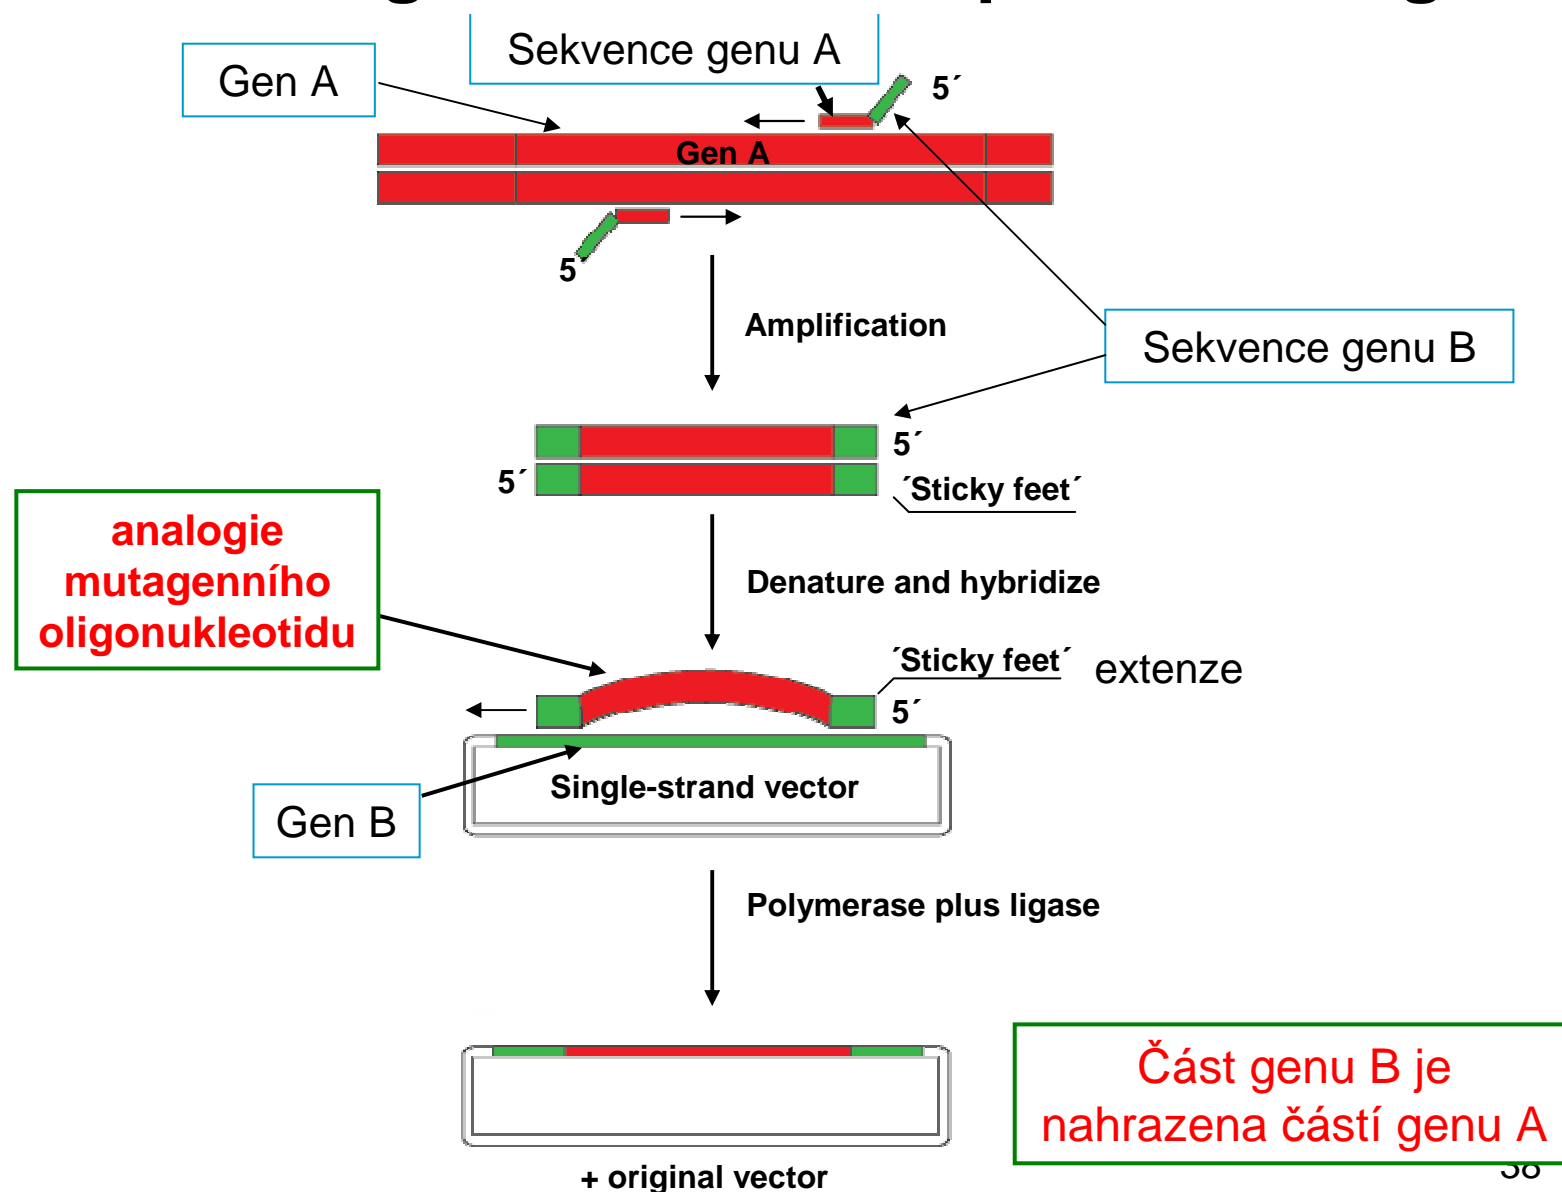 Sekvence genu A
Gen A
5´
Gen A
5´
Amplification
Sekvence genu B
5´
5´
´Sticky feet´
analogie
mutagenního
oligonukleotidu
Denature and hybridize
´Sticky feet´ extenze
5´
Single-strand vector
Gen B
Polymerase plus ligase
Část genu B je
nahrazena částí genu A
+ original vector
38